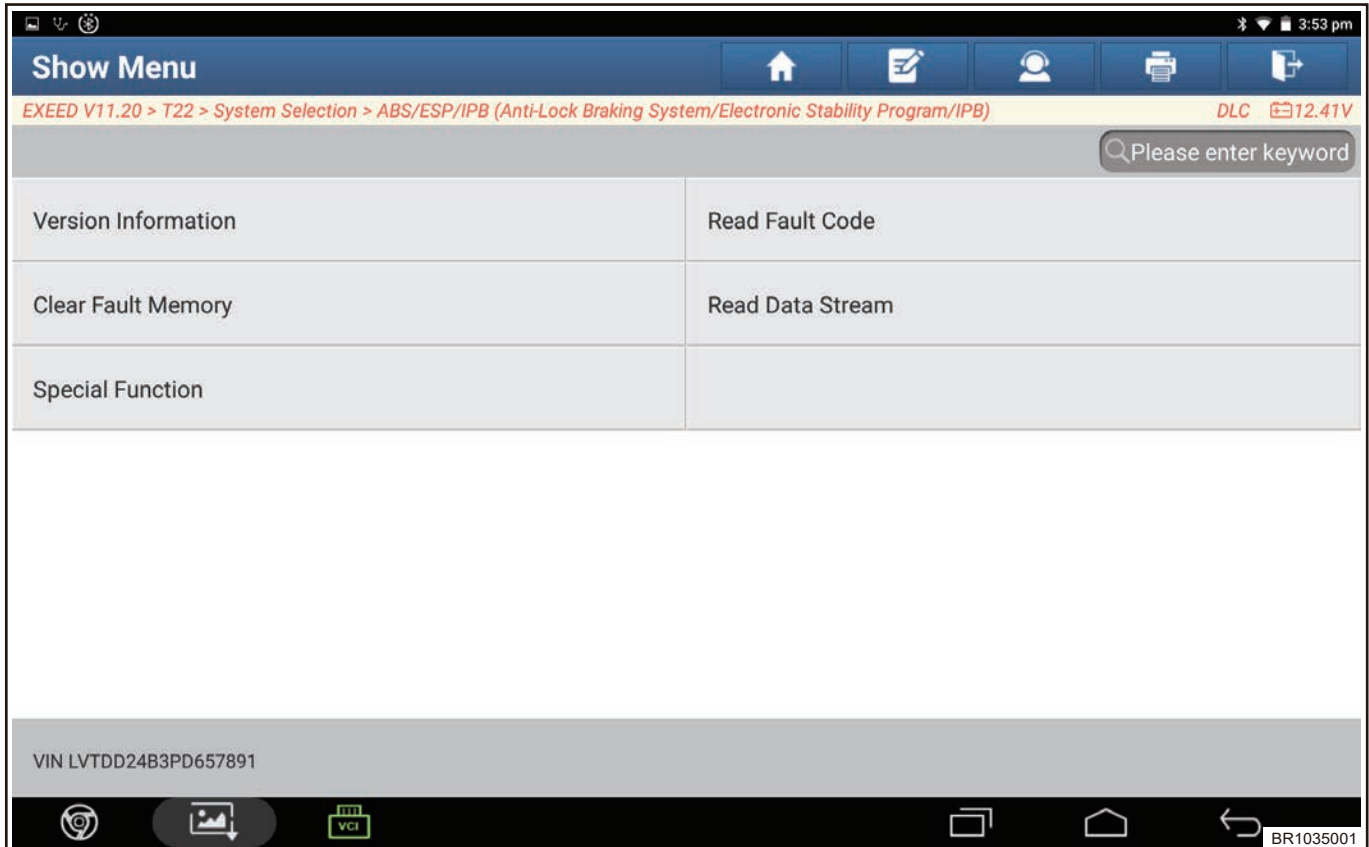 3:53 pm
Show Menu
EXEED V11.20 > T22 > System Selection > ABS/ESP/IPB (Anti-Lock Braking System/Electronic Stability Program/IPB) DLC 12.41V
Please enter keyword
Version Information Read Fault Code
Clear Fault Memory Read Data Stream
Special Function
VIN LVTDD24B3PD657891
VCI
BR1035001